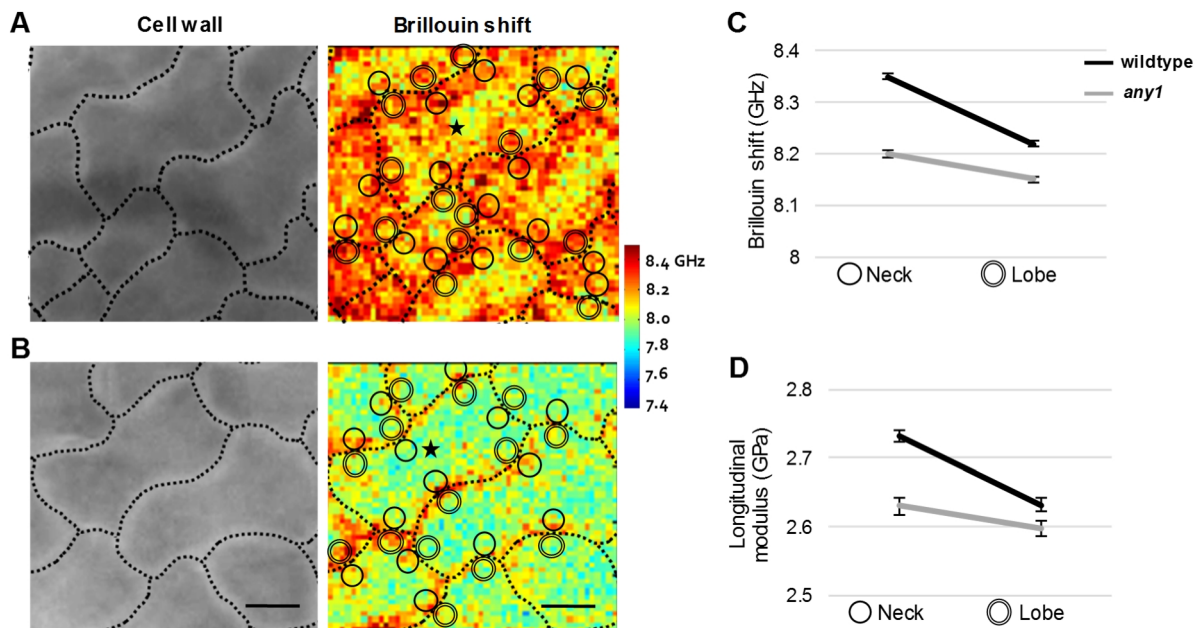 A
Cell wall
Brillouin shift
8.4 GHz
8.2
8.0
7.8
7.6
7.4
B
C
Brillouin shift (GHz)
8.4
8.3
8.2
8.1
8
Neck
Lobe
wildtype
any1
D
Longitudinal
modulus (GPa)
2.8
2.7
2.6
2.5
Neck
Lobe